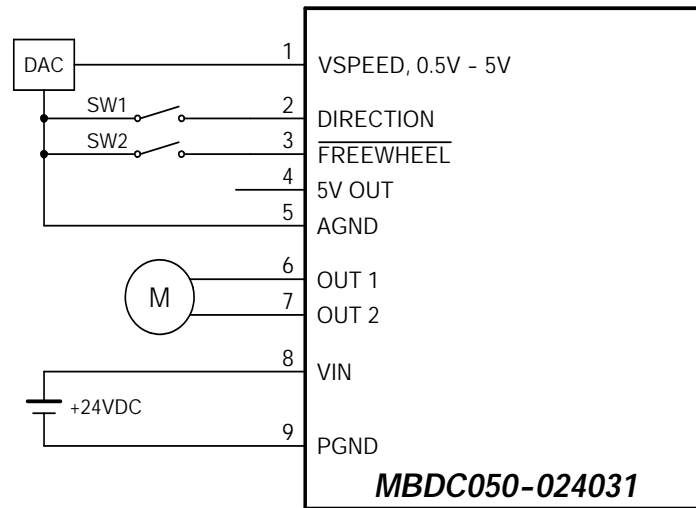 1
DAC
VSPEED, 0.5V - 5V
SW1
2
DIRECTION
SW2
3
FREEWHEEL
4
5V OUT
5
AGND
6
OUT 1
M
7
OUT 2
8
VIN
+24VDC
9
PGND
MBDC050-024031